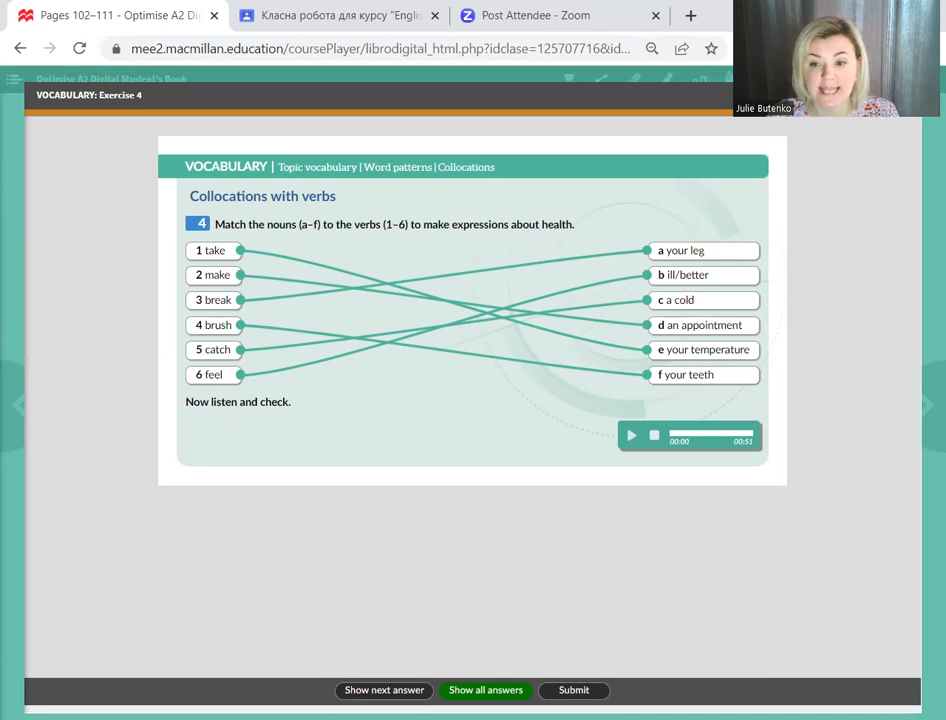 Pages 102–111 - Optimise A2 Dig
Класна робота для курсу "Englis
Post Attendee - Zoom
mee2.macmillan.education/coursePlayer/librodigital_html.php?idclase=125707716&id...
Optimise A2 Digital Student's Book
VOCABULARY: Exercise 4
Julie Butenko
VOCABULARY | Topic vocabulary | Word patterns | Collocations
Collocations with verbs
4 Match the nouns (a–f) to the verbs (1–6) to make expressions about health.
1 take
a your leg
2 make
b ill/better
3 break
c a cold
4 brush
d an appointment
5 catch
e your temperature
6 feel
f your teeth
Now listen and check.
00:00
00:51
Show next answer
Show all answers
Submit